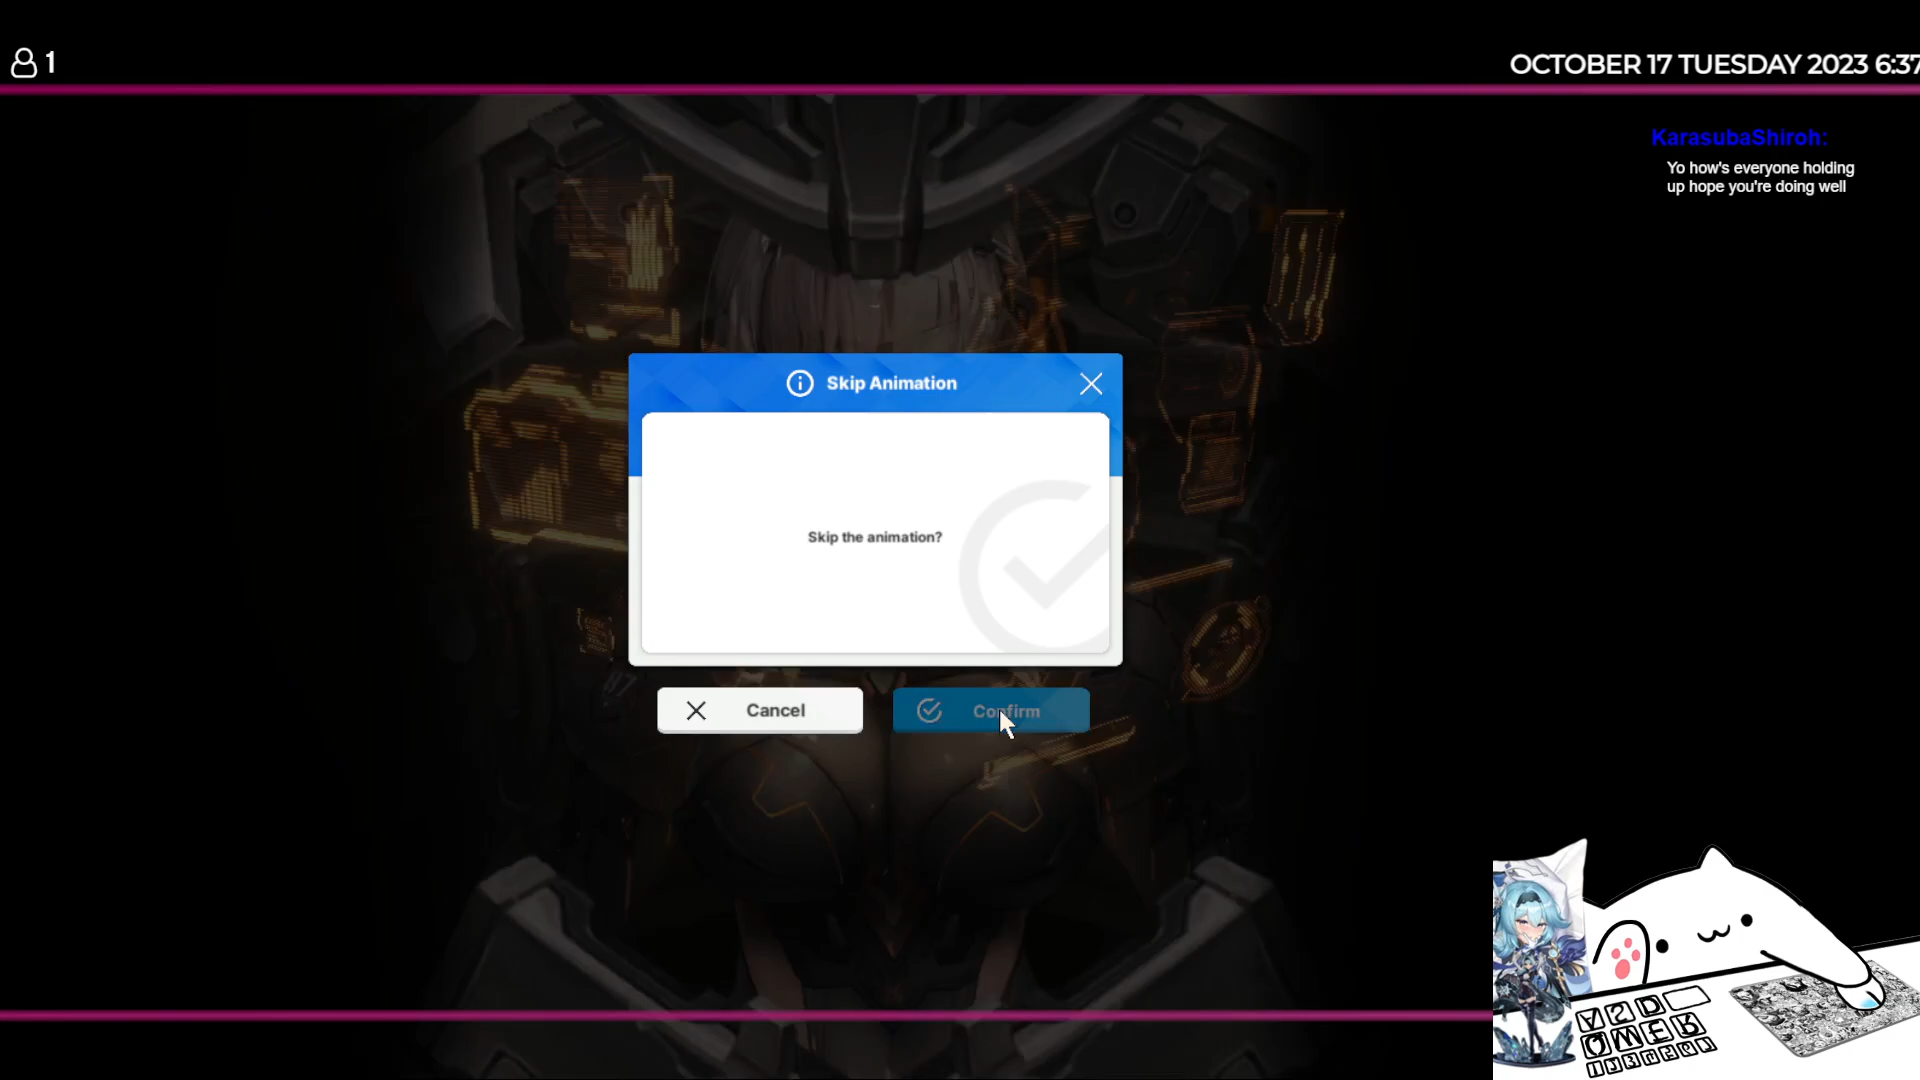 1
OCTOBER 17 TUESDAY 2023 6:37
KarasubaShiroh:
Yo how's everyone holding
up hope you're doing well
Skip Animation
Skip the animation?
Cancel
Confirm